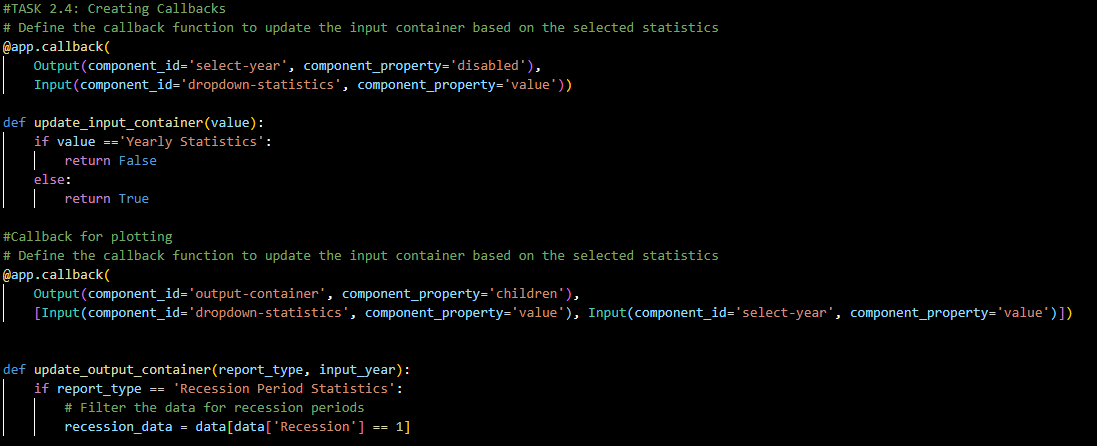 #TASK 2.4: Creating Callbacks
# Define the callback function to update the input container based on the selected statistics
@app.callback(
    Output(component_id='select-year', component_property='disabled'),
    Input(component_id='dropdown-statistics', component_property='value'))
def update_input_container(value):
    if value =='Yearly Statistics':
        return False
    else:
        return True
#Callback for plotting
# Define the callback function to update the input container based on the selected statistics
@app.callback(
    Output(component_id='output-container', component_property='children'),
    [Input(component_id='dropdown-statistics', component_property='value'), Input(component_id='select-year', component_property='value')])
def update_output_container(report_type, input_year):
    if report_type == 'Recession Period Statistics':
        # Filter the data for recession periods
        recession_data = data[data['Recession'] == 1]